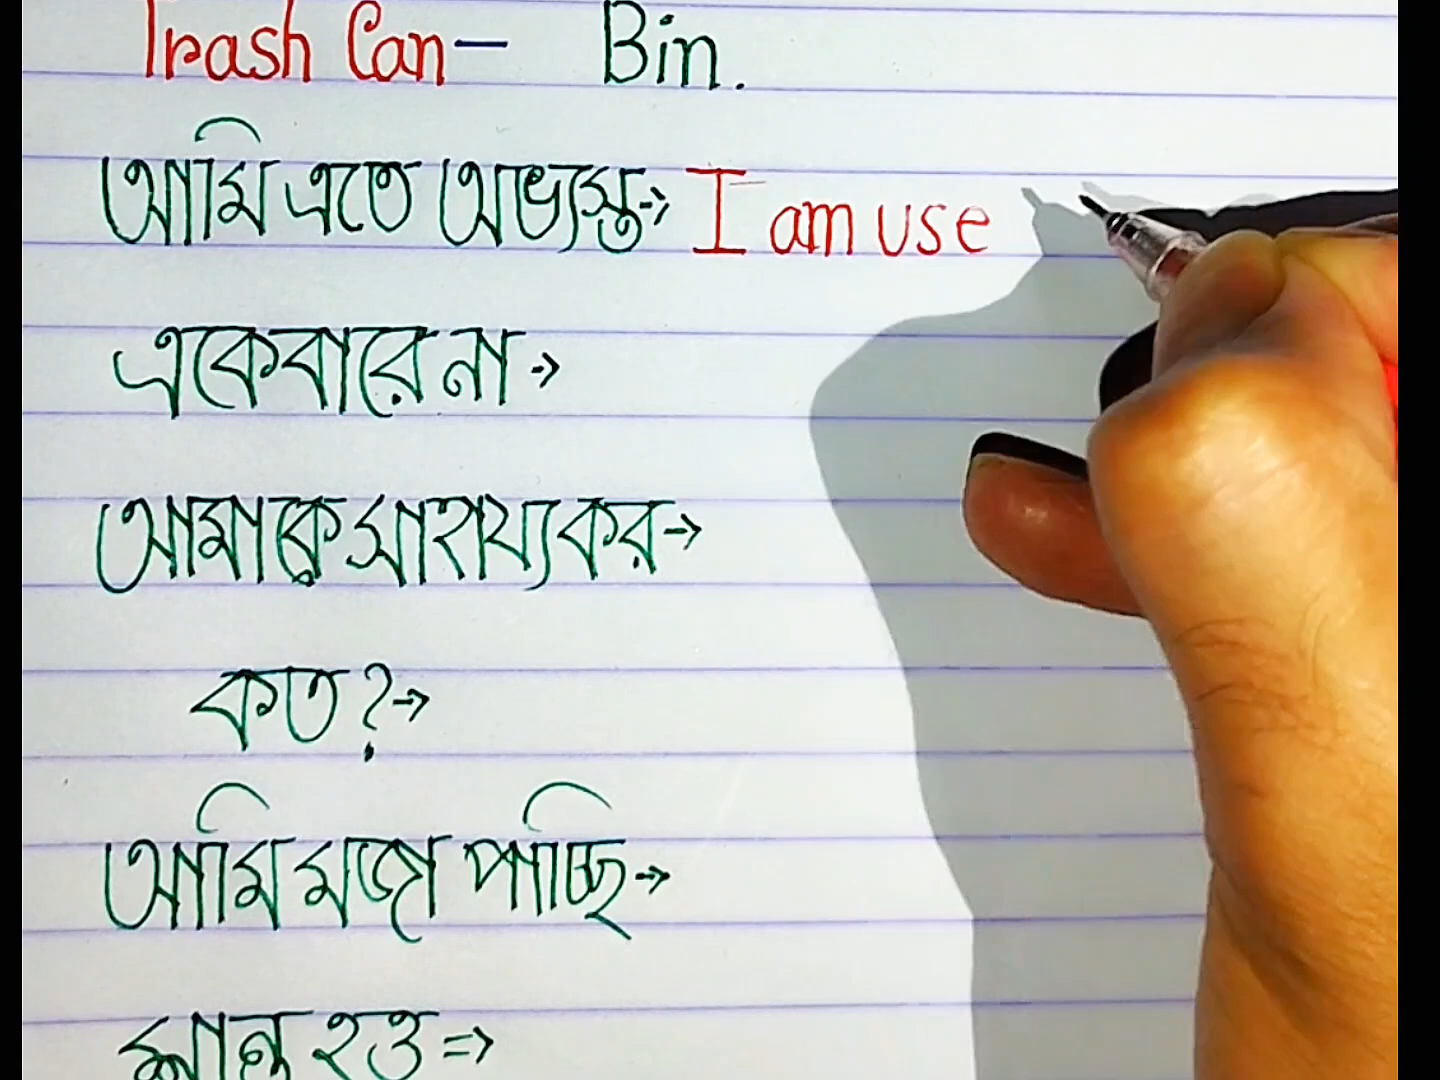 Trash Can — Bin.
আমি এতে অভ্যস্ত→ I am use
একেবারে না →
আমাকে সাহায্য কর→
কত ?→
আমি মজা পাচ্ছি→
শান্ত হও =>